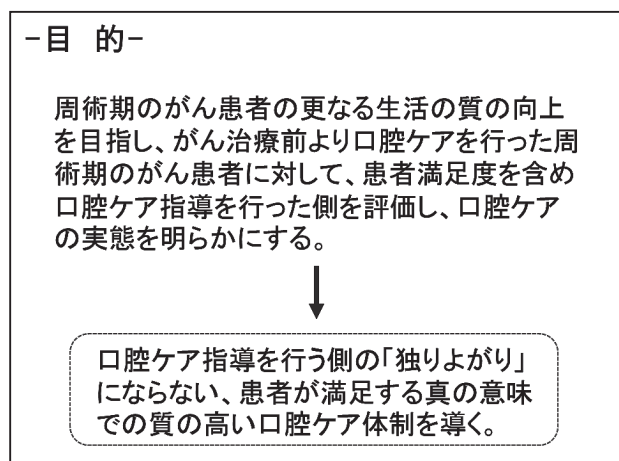 −目 的−
周術期のがん患者の更なる生活の質の向上
を目指し、がん治療前より口腔ケアを行った周
術期のがん患者に対して、患者満足度を含め
口腔ケア指導を行った側を評価し、口腔ケア
の実態を明らかにする。
口腔ケア指導を行う側の「独りよがり」
にならない、患者が満足する真の意味
での質の高い口腔ケア体制を導く。